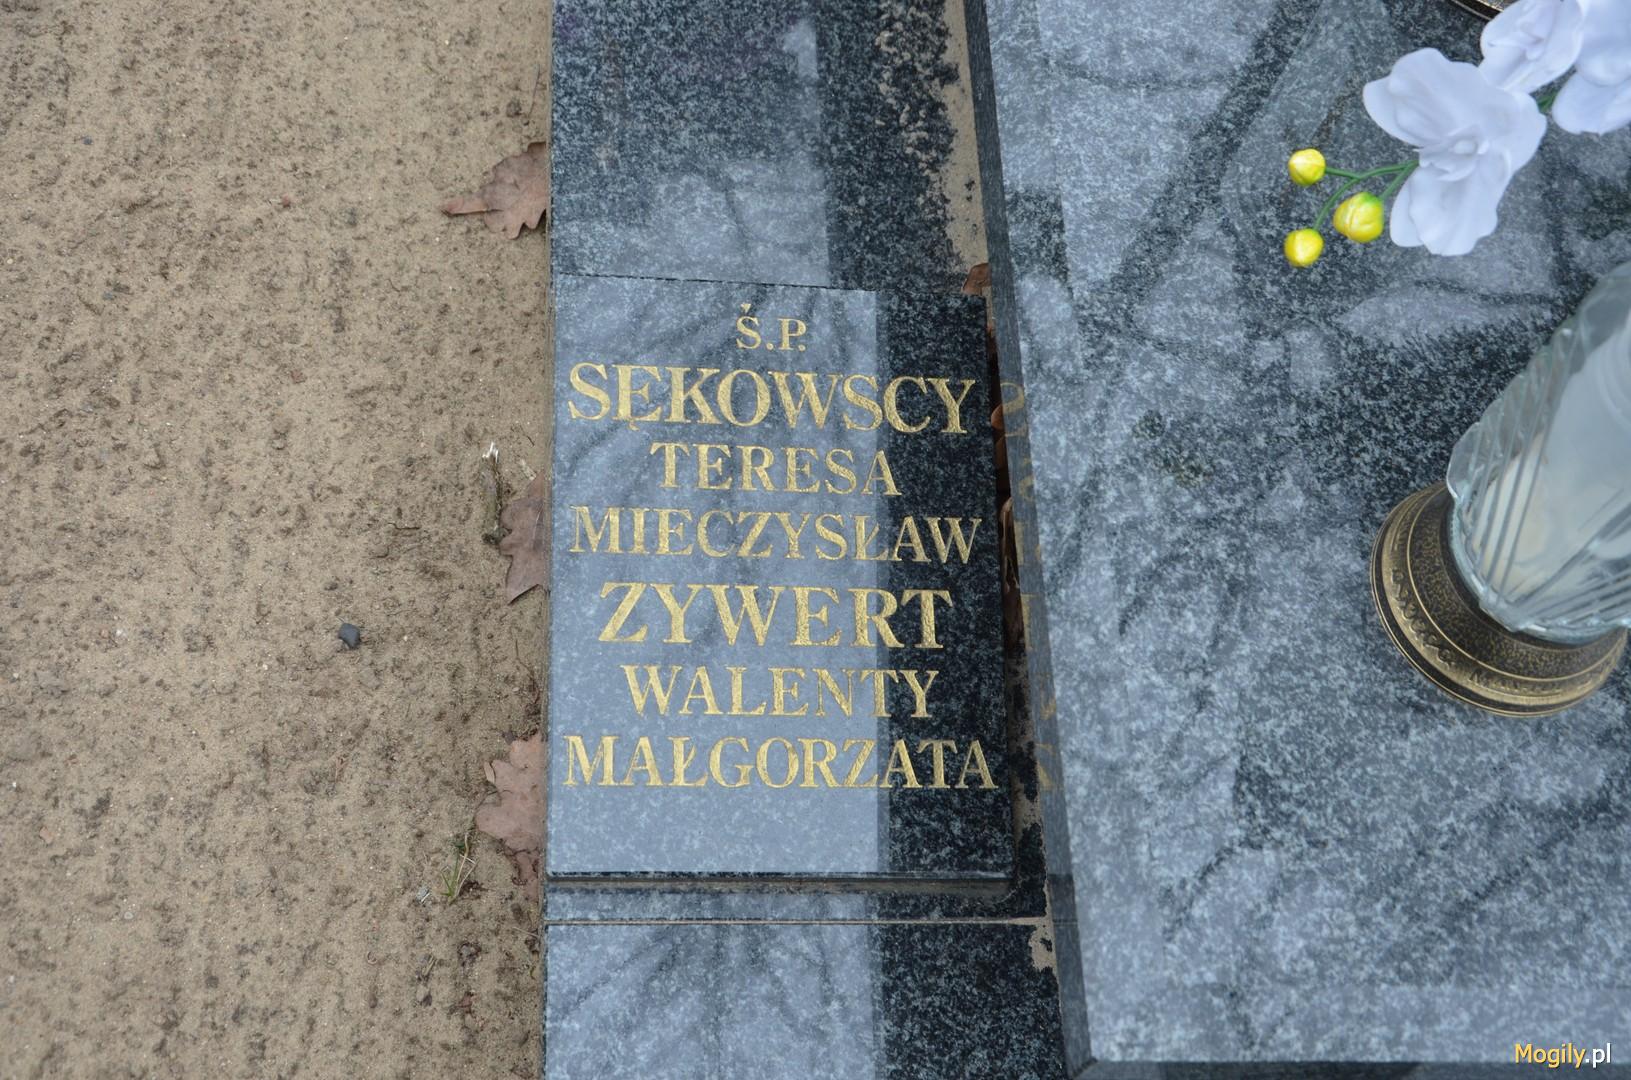 Ś.P.
SĘKOWSCY
TERESA
MIECZYSŁAW
ZYWERT
WALENTY
MAŁGORZATA
Mogily.pl